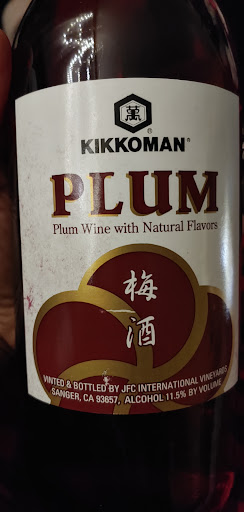 萬
®
KIKKOMAN®
PLUM
Plum Wine with Natural Flavors
梅
酒
VINTED & BOTTLED BY JFC INTERNATIONAL VINEYARDS
SANGER, CA 93657, ALCOHOL 11.5% BY VOLUME